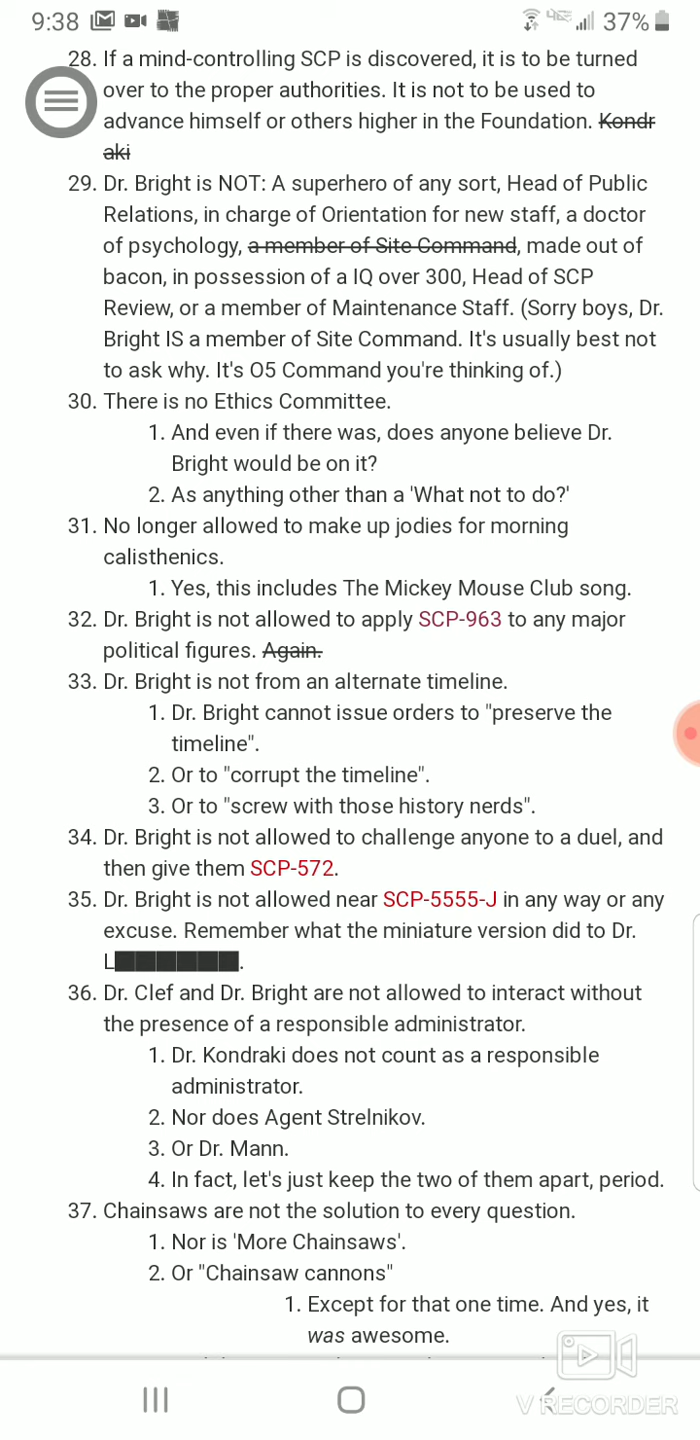 9:38
37%
28. If a mind-controlling SCP is discovered, it is to be turned
over to the proper authorities. It is not to be used to
advance himself or others higher in the Foundation. Kondr
aki
29. Dr. Bright is NOT: A superhero of any sort, Head of Public
Relations, in charge of Orientation for new staff, a doctor
of psychology, a member of Site Command, made out of
bacon, in possession of a IQ over 300, Head of SCP
Review, or a member of Maintenance Staff. (Sorry boys, Dr.
Bright IS a member of Site Command. It's usually best not
to ask why. It's O5 Command you're thinking of.)
30. There is no Ethics Committee.
1. And even if there was, does anyone believe Dr.
Bright would be on it?
2. As anything other than a 'What not to do?'
31. No longer allowed to make up jodies for morning
calisthenics.
1. Yes, this includes The Mickey Mouse Club song.
32. Dr. Bright is not allowed to apply SCP-963 to any major
political figures. Again.
33. Dr. Bright is not from an alternate timeline.
1. Dr. Bright cannot issue orders to "preserve the
timeline".
2. Or to "corrupt the timeline".
3. Or to "screw with those history nerds".
34. Dr. Bright is not allowed to challenge anyone to a duel, and
then give them SCP-572.
35. Dr. Bright is not allowed near SCP-5555-J in any way or any
excuse. Remember what the miniature version did to Dr.
L██████.
36. Dr. Clef and Dr. Bright are not allowed to interact without
the presence of a responsible administrator.
1. Dr. Kondraki does not count as a responsible
administrator.
2. Nor does Agent Strelnikov.
3. Or Dr. Mann.
4. In fact, let's just keep the two of them apart, period.
37. Chainsaws are not the solution to every question.
1. Nor is 'More Chainsaws'.
2. Or "Chainsaw cannons"
1. Except for that one time. And yes, it
was awesome.
V RECORDER